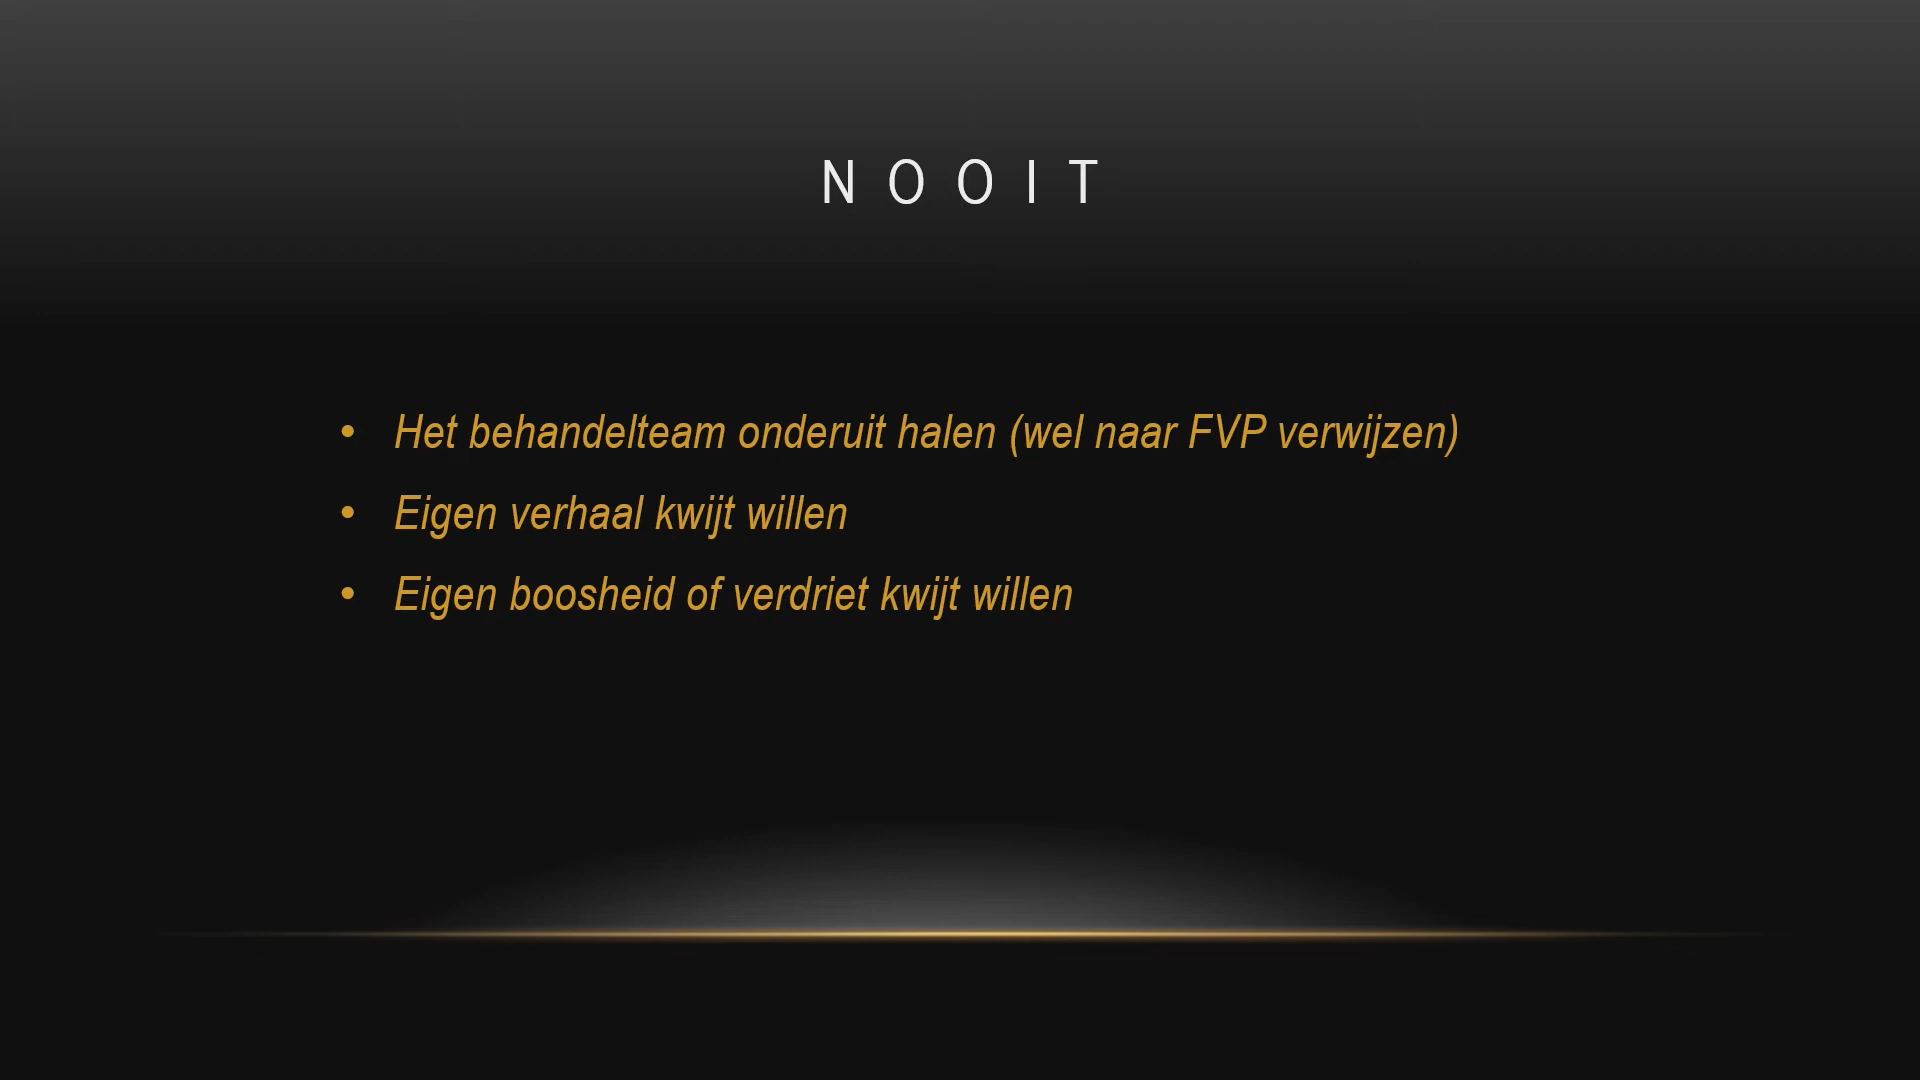 NOOIT
• Het behandelteam onderuit halen (wel naar FVP verwijzen)
• Eigen verhaal kwijt willen
• Eigen boosheid of verdriet kwijt willen